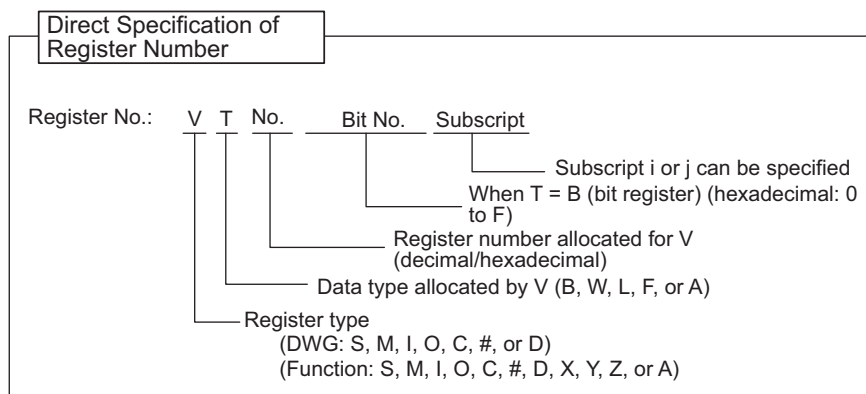 Direct Specification of
Register Number
Register No.: V T No. Bit No. Subscript
Subscript i or j can be specified
When T = B (bit register) (hexadecimal: 0
to F)
Register number allocated for V
(decimal/hexadecimal)
Data type allocated by V (B, W, L, F, or A)
Register type
(DWG: S, M, I, O, C, #, or D)
(Function: S, M, I, O, C, #, D, X, Y, Z, or A)